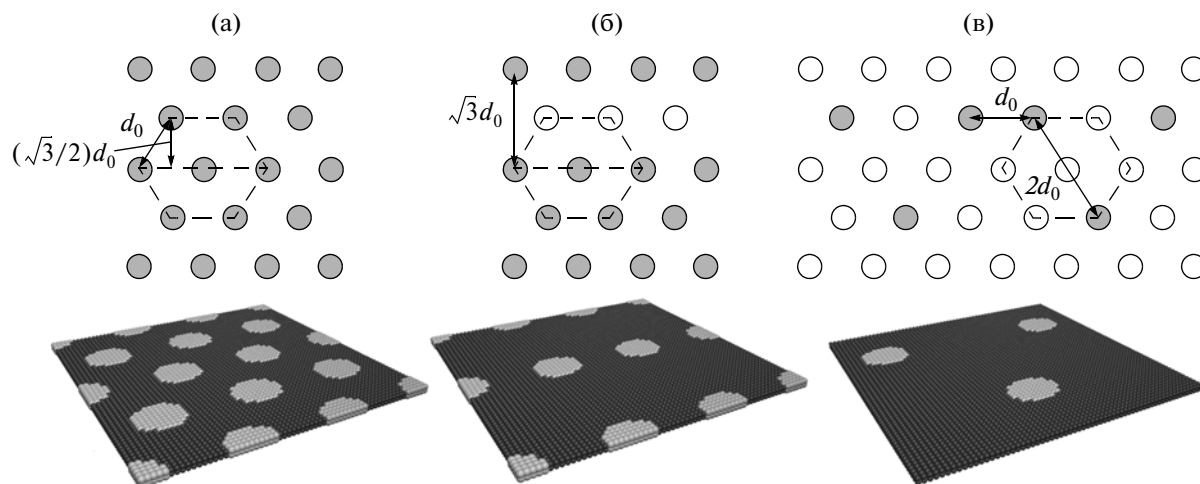 (а) (б) (в)
d₀
(√3/2)d₀
√3d₀
d₀
2d₀